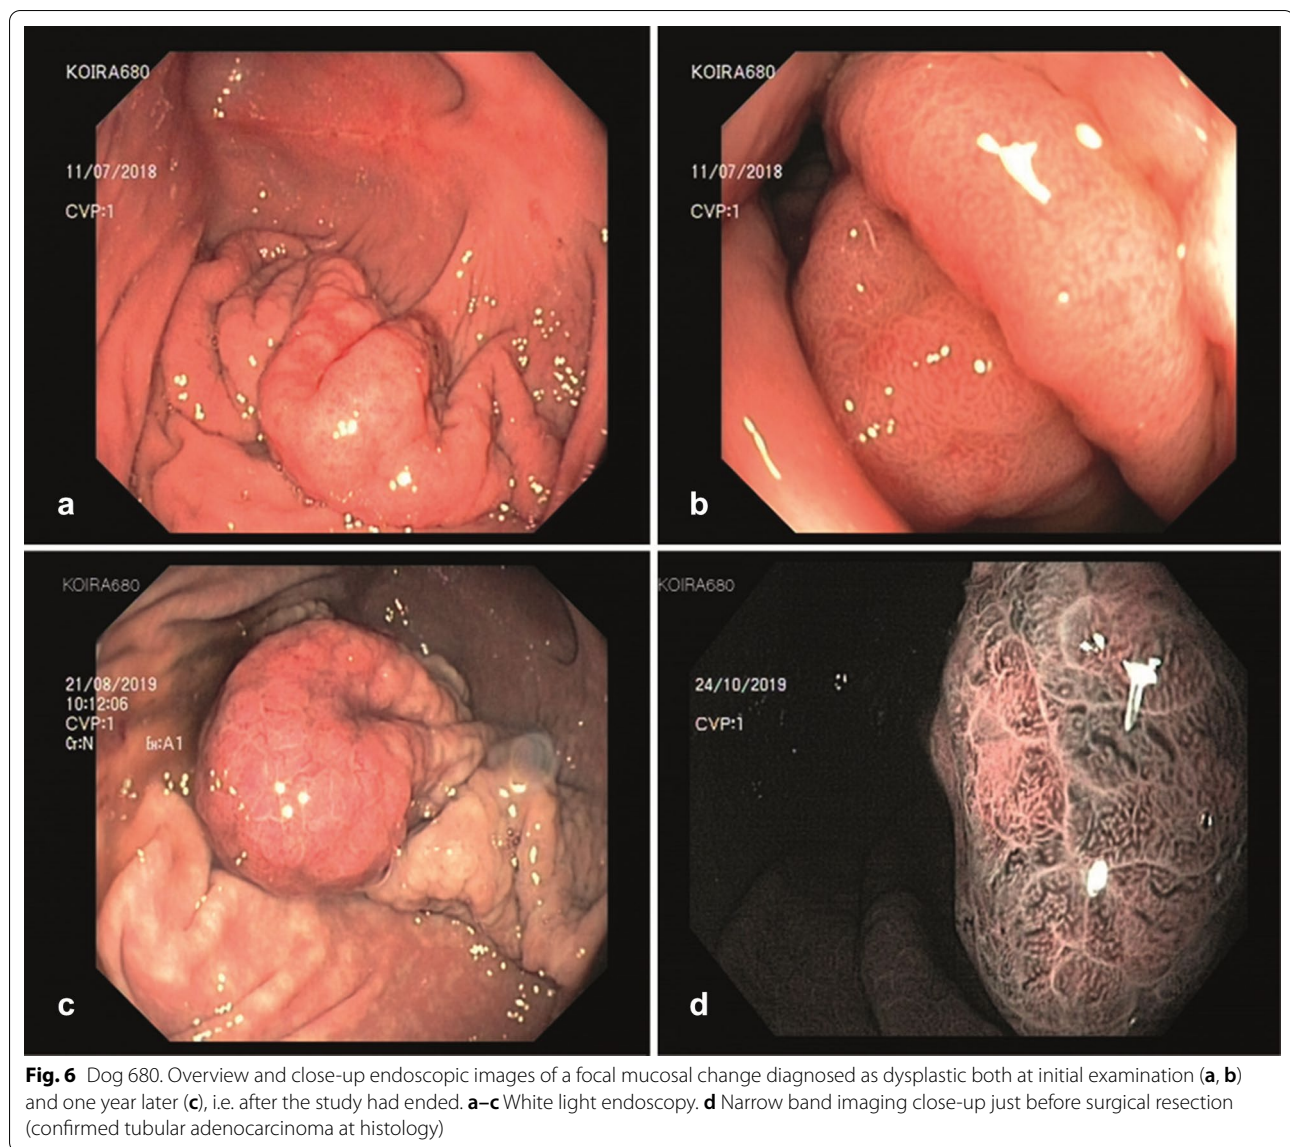 KOIRA680
11/07/2018
CVP:1
a
KOIRA680
11/07/2018
CVP:1
b
KOIRA680
21/08/2019
10:12:06
CVP:1
Cr:N Eh:A1
c
KOIRA680
24/10/2019
CVP:1
d
Fig. 6 Dog 680. Overview and close-up endoscopic images of a focal mucosal change diagnosed as dysplastic both at initial examination (a, b)
and one year later (c), i.e. after the study had ended. a–c White light endoscopy. d Narrow band imaging close-up just before surgical resection
(confirmed tubular adenocarcinoma at histology)